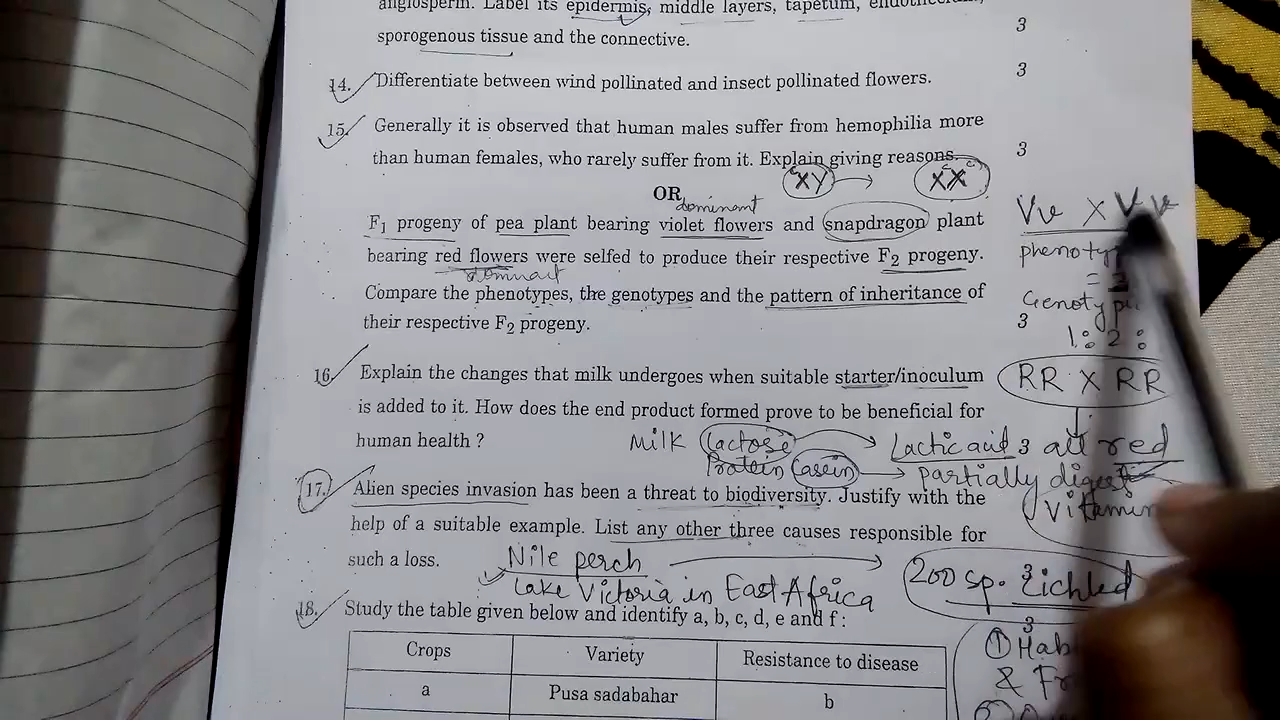 angiosperm. Label its epidermis, middle layers, tapetum, endothecium,
sporogenous tissue and the connective. 3
14. Differentiate between wind pollinated and insect pollinated flowers. 3
15. Generally it is observed that human males suffer from hemophilia more
than human females, who rarely suffer from it. Explain giving reasons. 3
OR XY → XX
dominant
F1 progeny of pea plant bearing violet flowers and snapdragon plant
Vv X Vv
bearing red flowers were selfed to produce their respective F2 progeny.
dominant
Compare the phenotypes, the genotypes and the pattern of inheritance of
their respective F2 progeny. 3
1 : 2 :
16. Explain the changes that milk undergoes when suitable starter/inoculum
RR X RR
is added to it. How does the end product formed prove to be beneficial for
human health ? 3
Milk Lactose → Lactic acid
all red
Protein Casein → partially digest
17. Alien species invasion has been a threat to biodiversity. Justify with the
help of a suitable example. List any other three causes responsible for
such a loss. 3
Nile perch → 200 sp. Zichled
Lake Victoria in East Africa
18. Study the table given below and identify a, b, c, d, e and f : 3
Crops Variety Resistance to disease
a Pusa sadabahar b